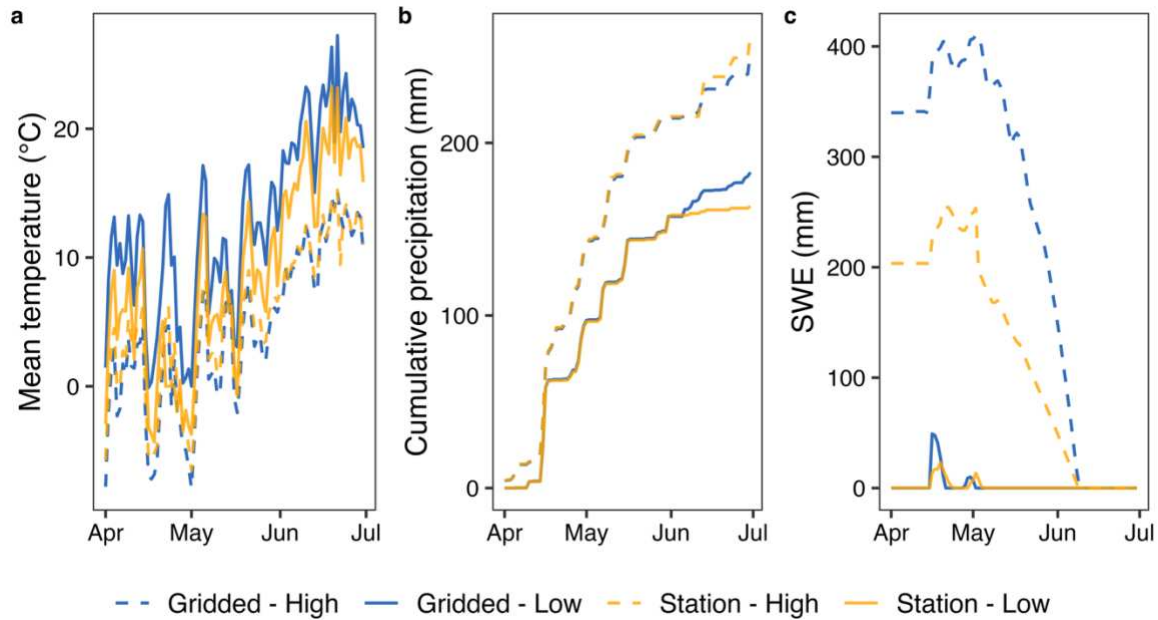 a
Mean temperature (°C)
20
10
0
Apr May Jun Jul
b
Cumulative precipitation (mm)
200
100
0
Apr May Jun Jul
c
SWE (mm)
400
300
200
100
0
Apr May Jun Jul
Gridded - High Gridded - Low Station - High Station - Low